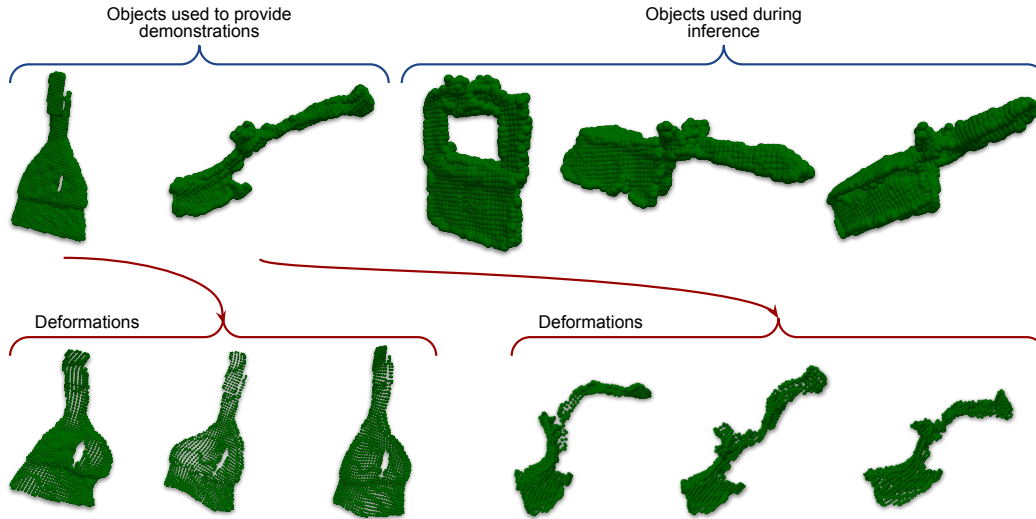 Objects used to provide
demonstrations
Objects used during
inference
Deformations
Deformations